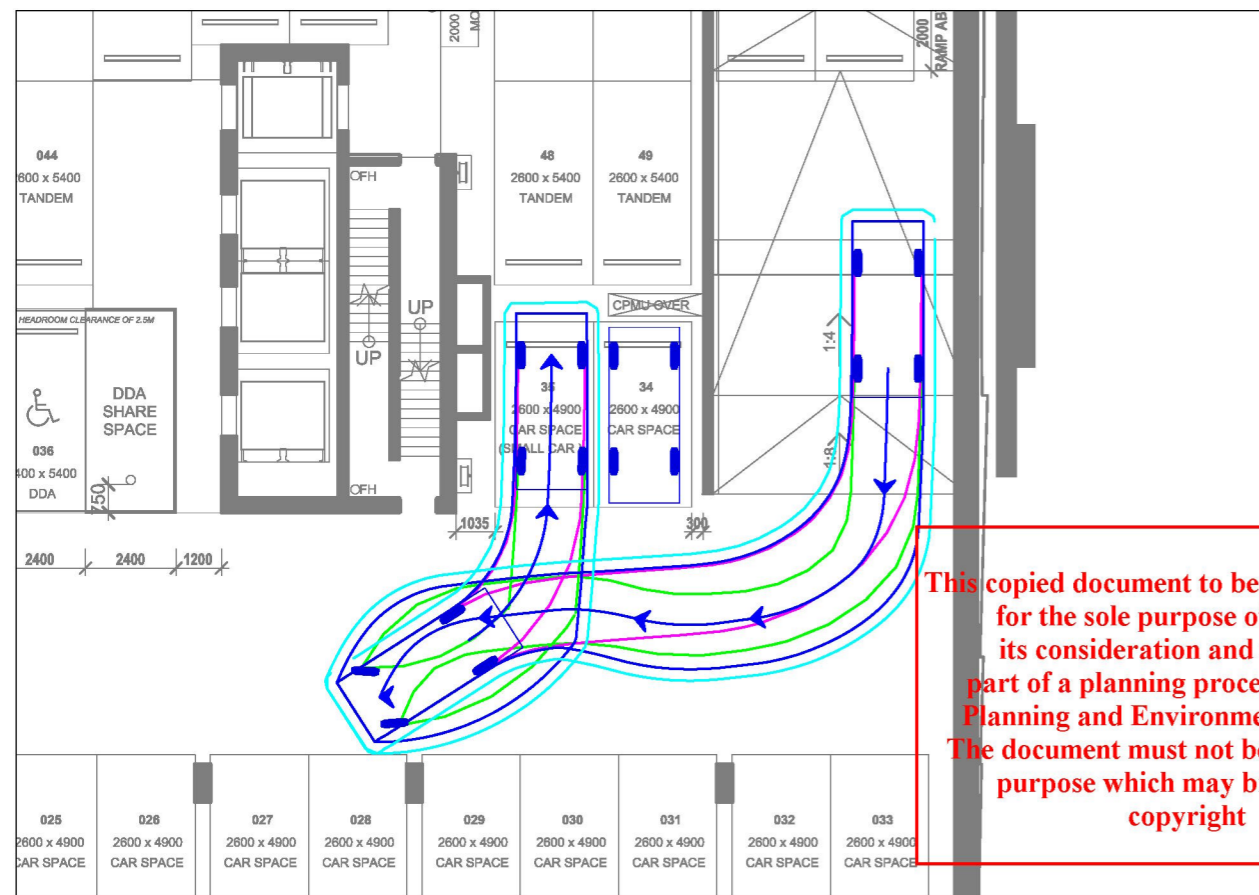 2000
MO
2000
RAMP AB
044
2600 x 5400
TANDEM
OFH
48
2600 x 5400
TANDEM
49
2600 x 5400
TANDEM
HEADROOM CLEARANCE OF 2.5M
UP
UP
CPMU OVER
1:4
DDA
SHARE
SPACE
036
400 x 5400
DDA
750
35
2600 x 4900
CAR SPACE
(SMALL CAR)
34
2600 x 4900
CAR SPACE
1:8
OFH
1035
300
2400
2400
1200
This copied document to be
for the sole purpose o
its consideration and
part of a planning proce
Planning and Environme
The document must not be
purpose which may b
copyright
025
2600 x 4900
CAR SPACE
026
2600 x 4900
CAR SPACE
027
2600 x 4900
CAR SPACE
028
2600 x 4900
CAR SPACE
029
2600 x 4900
CAR SPACE
030
2600 x 4900
CAR SPACE
031
2600 x 4900
CAR SPACE
032
2600 x 4900
CAR SPACE
033
2600 x 4900
CAR SPACE